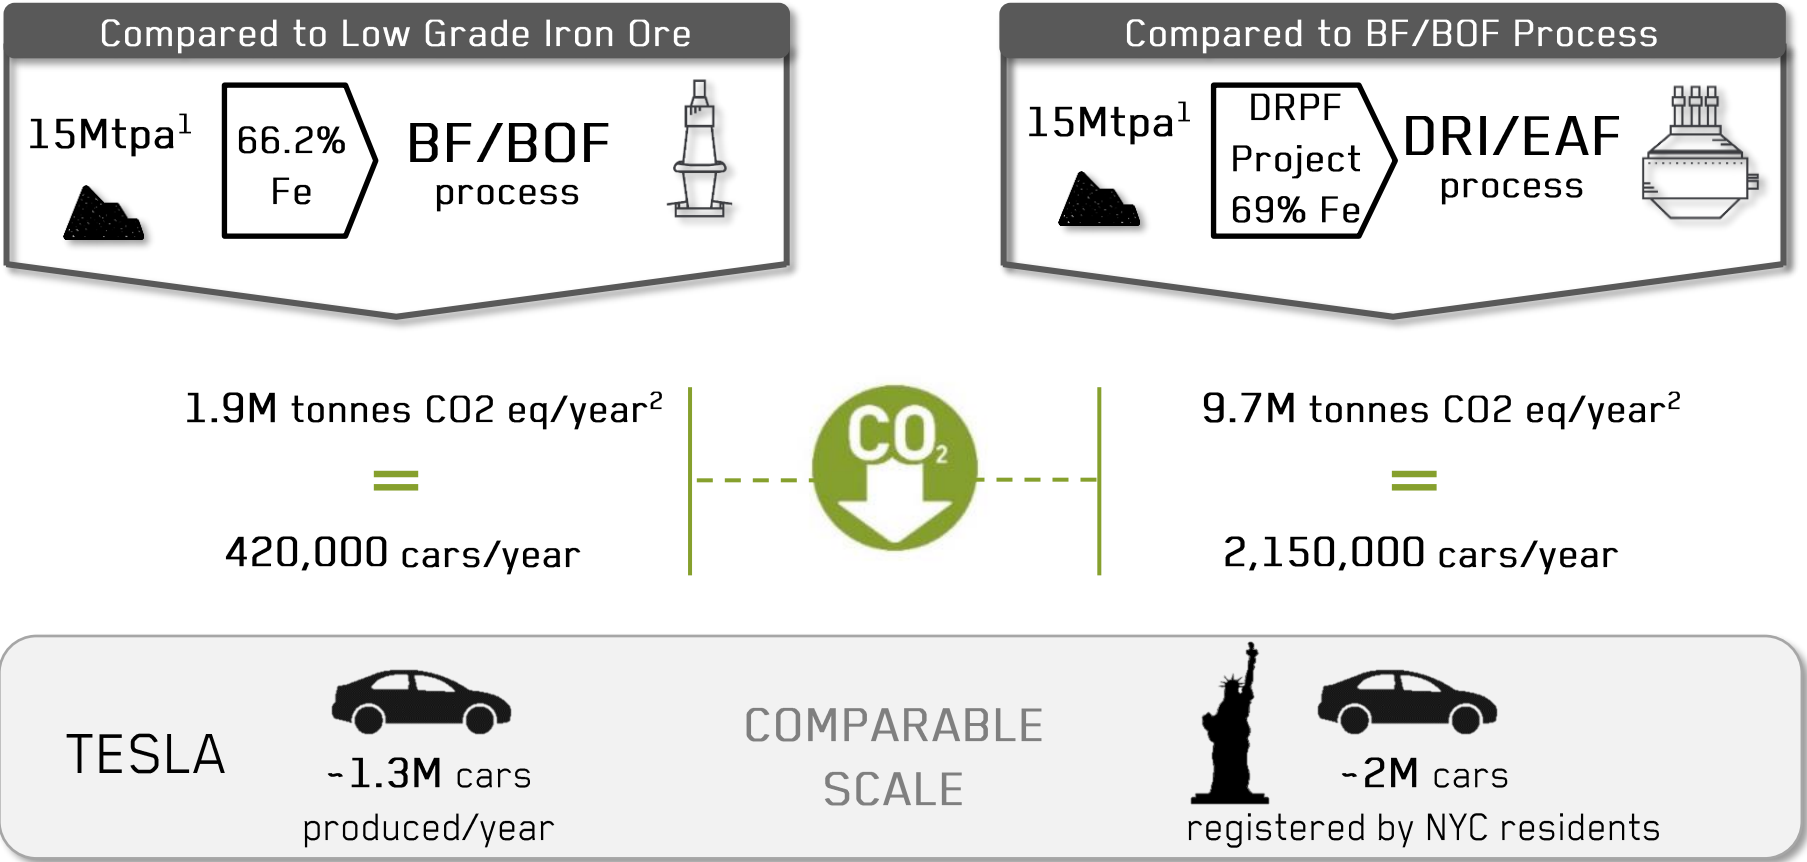 Compared to Low Grade Iron Ore
15Mtpa¹
66.2%
Fe
BF/BOF
process
Compared to BF/BOF Process
15Mtpa¹
DRPF
Project
69% Fe
DRI/EAF
process
1.9M tonnes CO2 eq/year²
=
420,000 cars/year
CO₂
9.7M tonnes CO2 eq/year²
=
2,150,000 cars/year
TESLA
~1.3M cars
produced/year
COMPARABLE
SCALE
~2M cars
registered by NYC residents